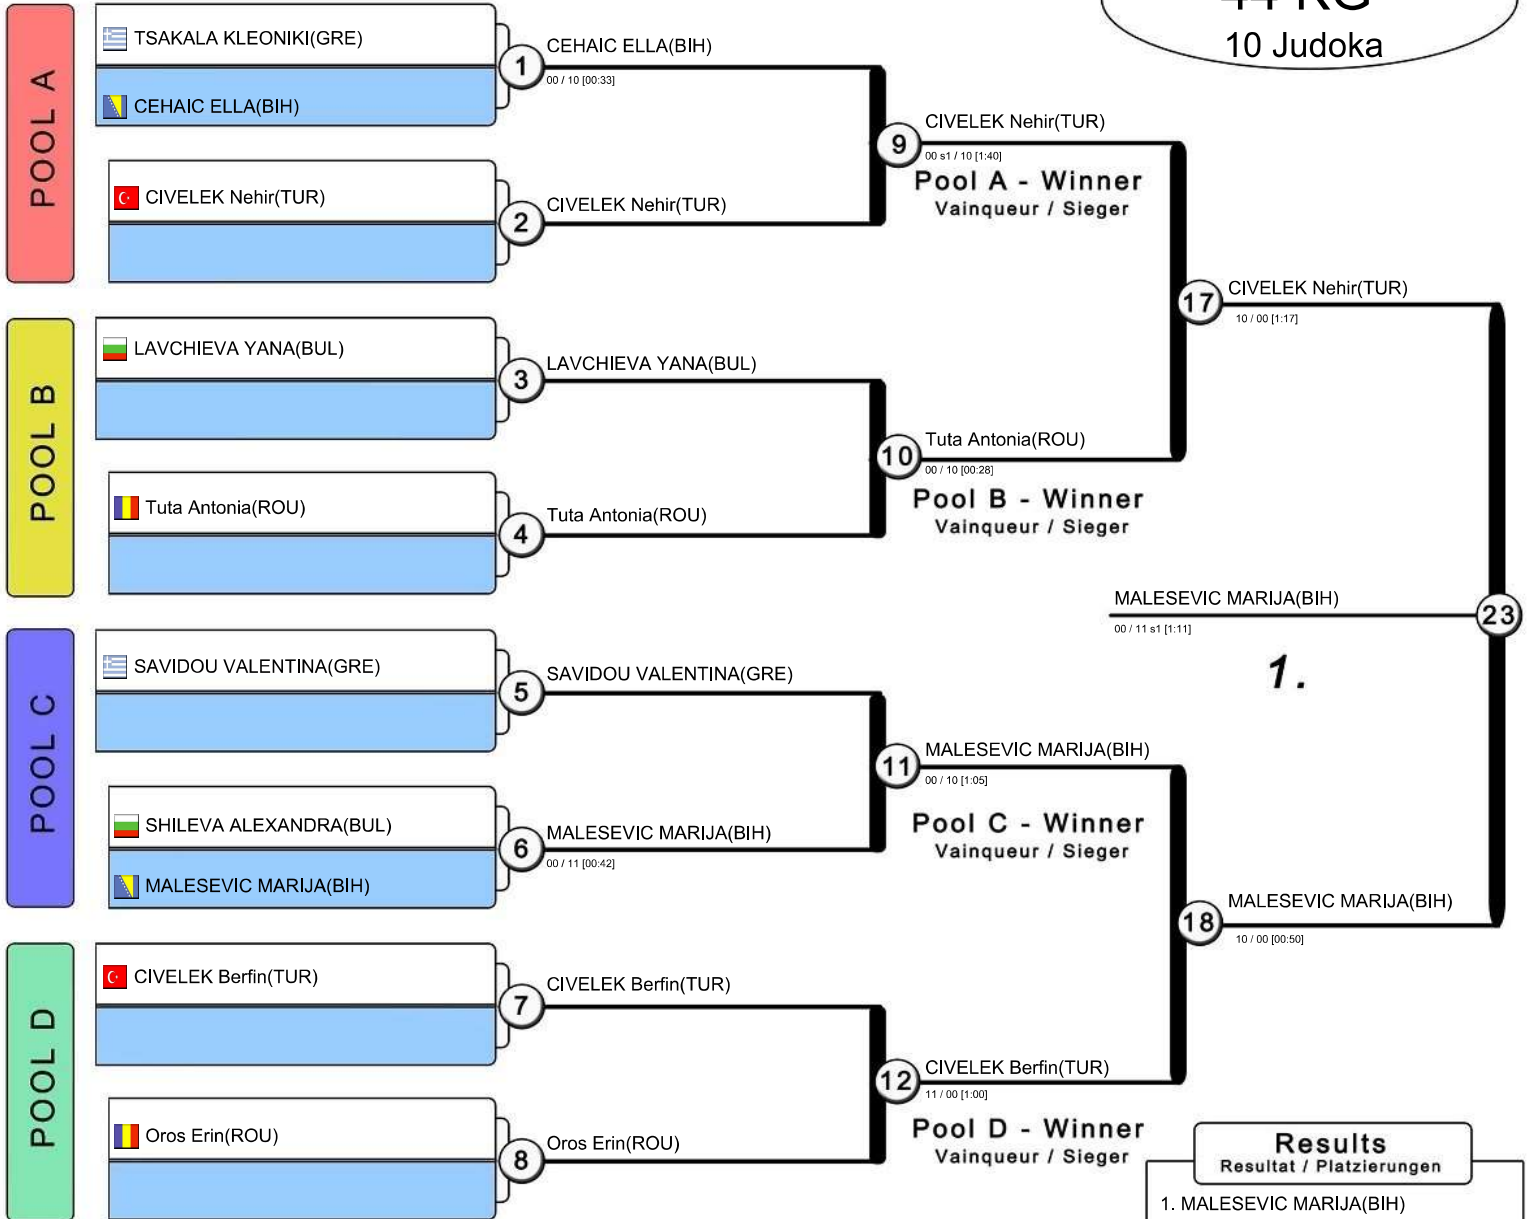 44 KG
10 Judoka
POOL A
TSAKALA KLEONIKI(GRE)
CEHAIC ELLA(BIH)
1
CEHAIC ELLA(BIH)
00 / 10 [00:33]
CIVELEK Nehir(TUR)
2
CIVELEK Nehir(TUR)
9
CIVELEK Nehir(TUR)
00 s1 / 10 [1:40]
Pool A - Winner
Vainqueur / Sieger
17
CIVELEK Nehir(TUR)
10 / 00 [1:17]
POOL B
LAVCHIEVA YANA(BUL)
3
LAVCHIEVA YANA(BUL)
Tuta Antonia(ROU)
4
Tuta Antonia(ROU)
10
Tuta Antonia(ROU)
00 / 10 [00:28]
Pool B - Winner
Vainqueur / Sieger
MALESEVIC MARIJA(BIH)
00 / 11 s1 [1:11]
23
1.
POOL C
SAVIDOU VALENTINA(GRE)
5
SAVIDOU VALENTINA(GRE)
SHILEVA ALEXANDRA(BUL)
MALESEVIC MARIJA(BIH)
6
MALESEVIC MARIJA(BIH)
00 / 11 [00:42]
11
MALESEVIC MARIJA(BIH)
00 / 10 [1:05]
Pool C - Winner
Vainqueur / Sieger
18
MALESEVIC MARIJA(BIH)
10 / 00 [00:50]
POOL D
CIVELEK Berfin(TUR)
7
CIVELEK Berfin(TUR)
Oros Erin(ROU)
8
Oros Erin(ROU)
12
CIVELEK Berfin(TUR)
11 / 00 [1:00]
Pool D - Winner
Vainqueur / Sieger
Results
Resultat / Platzierungen
1. MALESEVIC MARIJA(BIH)